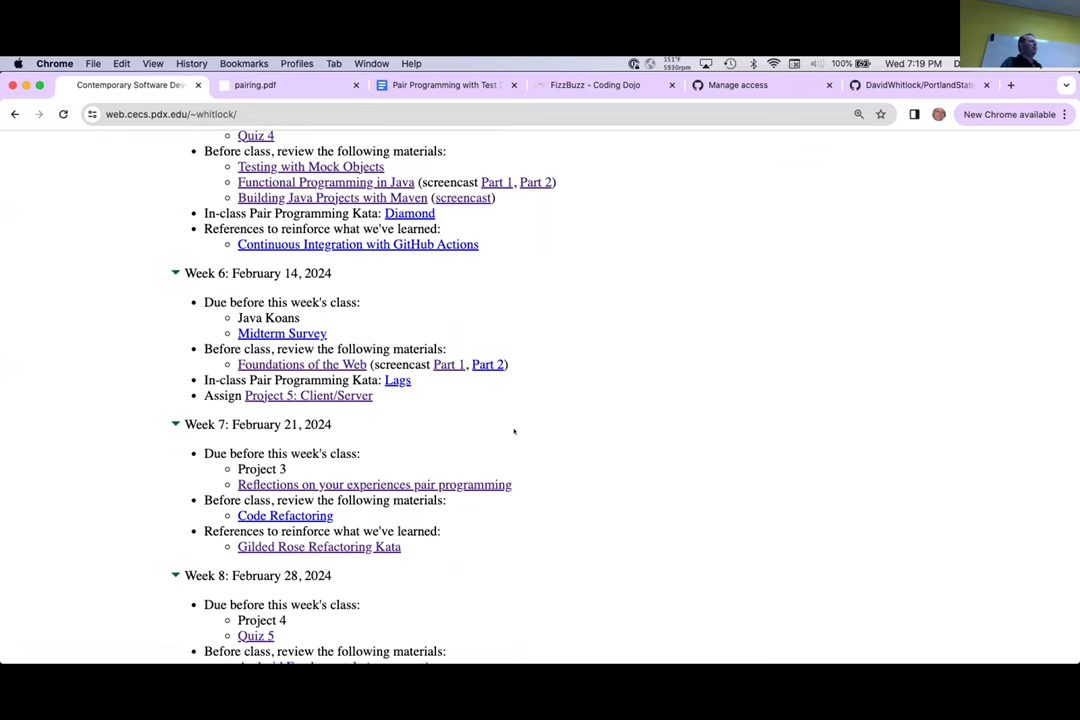 Chrome File Edit View History Bookmarks Profiles Tab Window Help 151°F 5930rpm 100% Wed 7:19 PM
Contemporary Software Dev pairing.pdf Pair Programming with Test FizzBuzz - Coding Dojo Manage access DavidWhitlock/PortlandState
web.cecs.pdx.edu/~whitlock/ New Chrome available
Quiz 4
Before class, review the following materials:
Testing with Mock Objects
Functional Programming in Java (screencast Part 1, Part 2)
Building Java Projects with Maven (screencast)
In-class Pair Programming Kata: Diamond
References to reinforce what we've learned:
Continuous Integration with GitHub Actions
Week 6: February 14, 2024
Due before this week's class:
Java Koans
Midterm Survey
Before class, review the following materials:
Foundations of the Web (screencast Part 1, Part 2)
In-class Pair Programming Kata: Lags
Assign Project 5: Client/Server
Week 7: February 21, 2024
Due before this week's class:
Project 3
Reflections on your experiences pair programming
Before class, review the following materials:
Code Refactoring
References to reinforce what we've learned:
Gilded Rose Refactoring Kata
Week 8: February 28, 2024
Due before this week's class:
Project 4
Quiz 5
Before class, review the following materials: